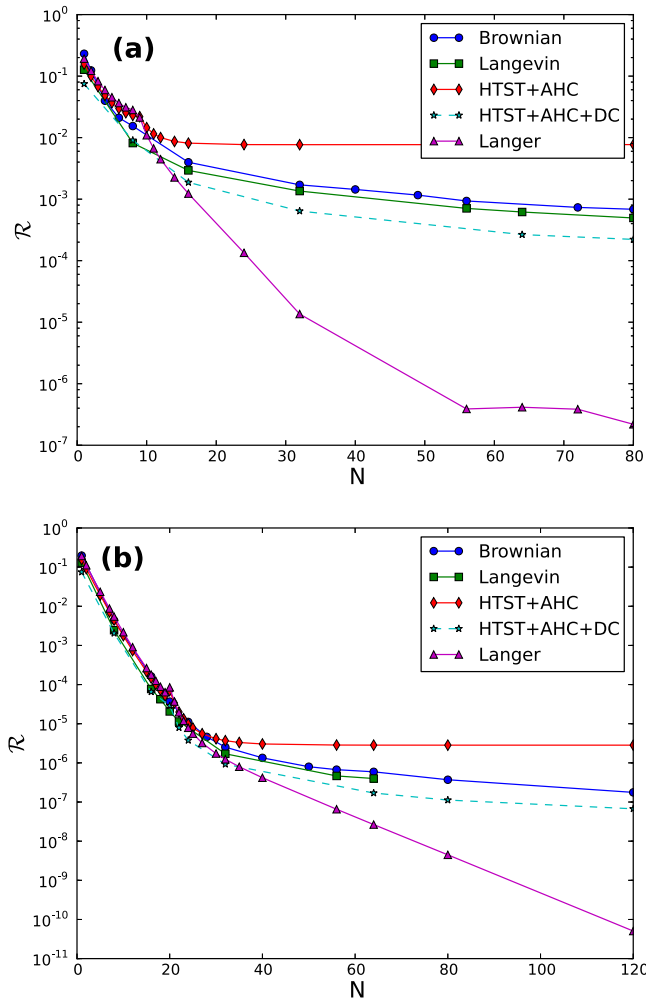 (a)
Brownian
Langevin
HTST+AHC
HTST+AHC+DC
Langer
10^0
10^-1
10^-2
10^-3
10^-4
10^-5
10^-6
10^-7
ℛ
0 10 20 30 40 50 60 70 80
N
(b)
Brownian
Langevin
HTST+AHC
HTST+AHC+DC
Langer
10^0
10^-1
10^-2
10^-3
10^-4
10^-5
10^-6
10^-7
10^-8
10^-9
10^-10
10^-11
ℛ
0 20 40 60 80 100 120
N